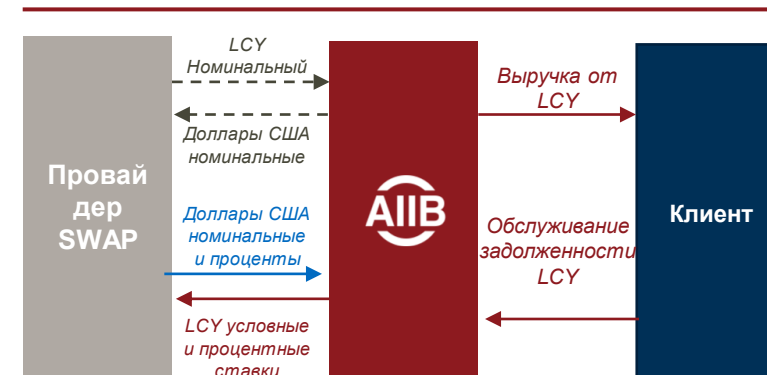 LCY
Номинальный
Доллары США
номинальные
Провай
дер
SWAP
Доллары США
номинальные
и проценты
LCY условные
и процентные
ставки
AIIB
Выручка от
LCY
Обслуживание
задолженности
LCY
Клиент